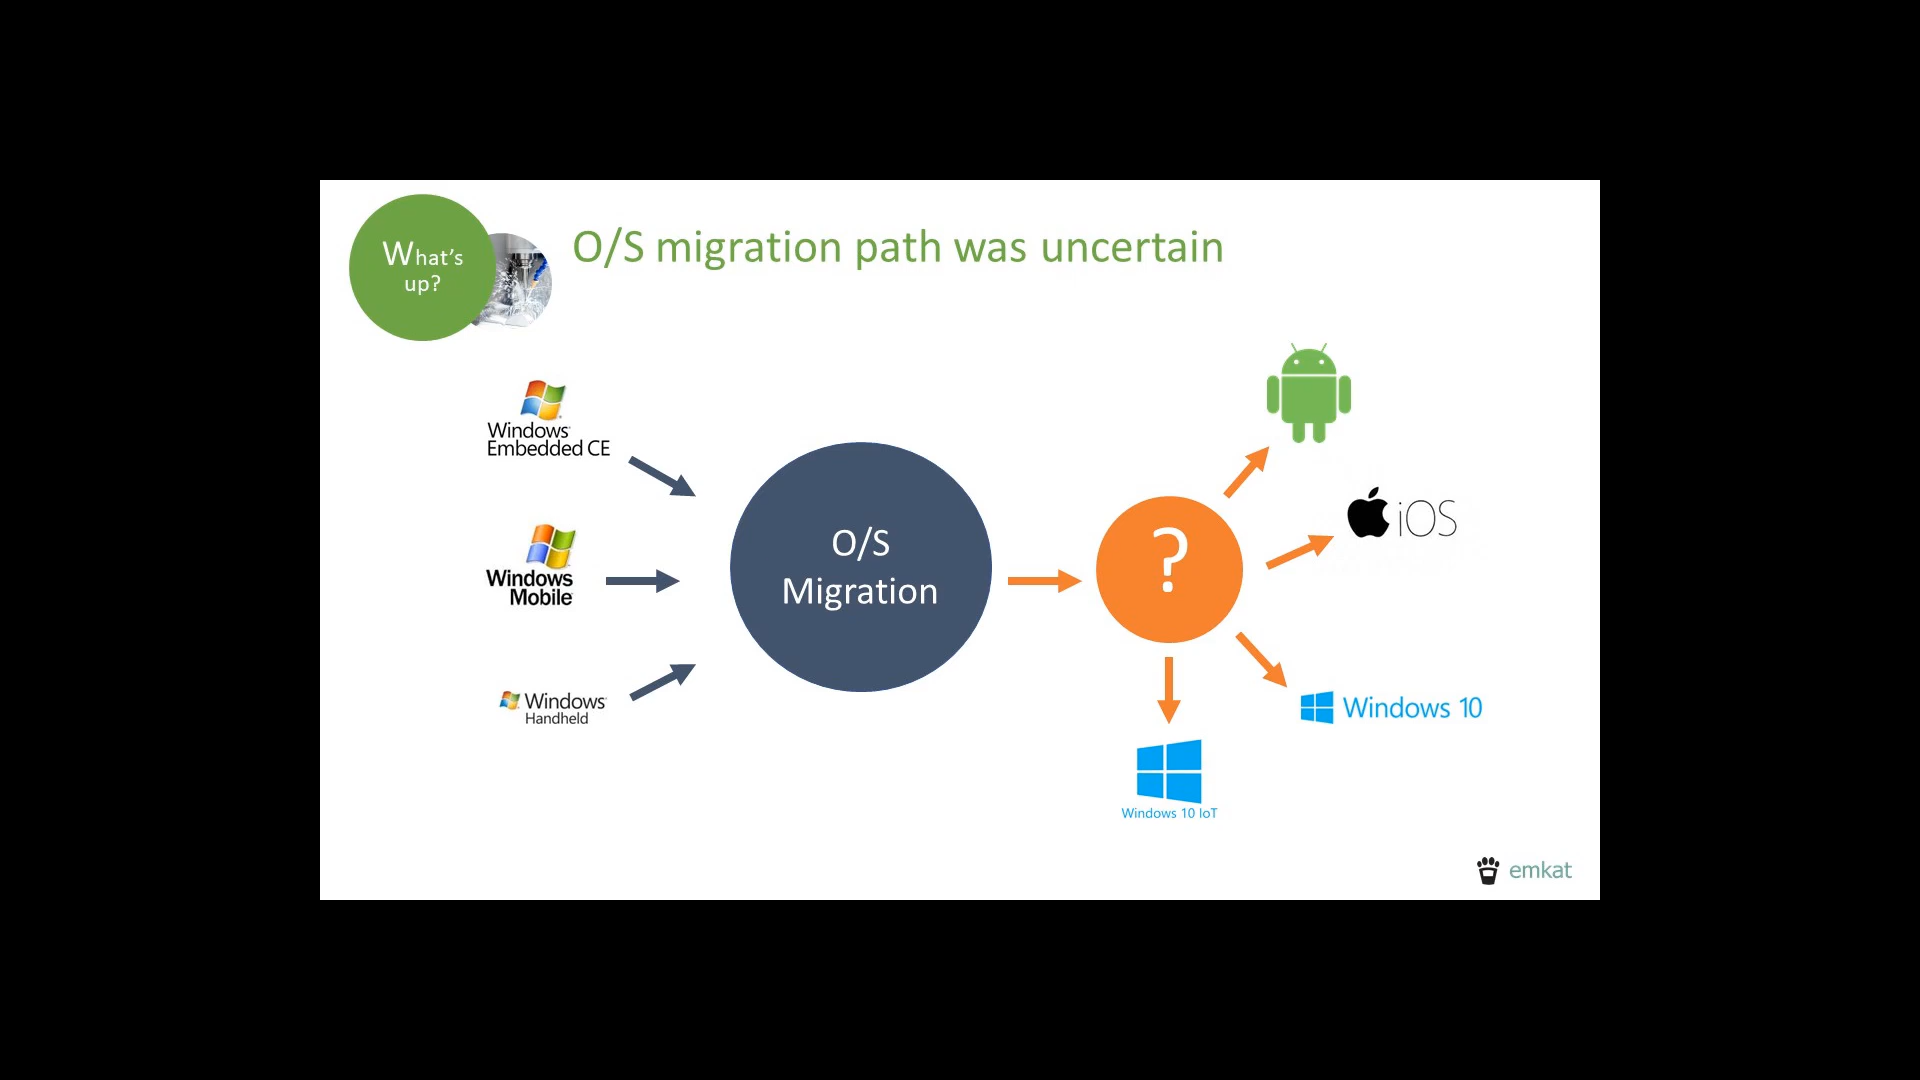 What's
up?
O/S migration path was uncertain
Windows
Embedded CE
Windows
Mobile
Windows
Handheld
O/S
Migration
?
iOS
Windows 10
Windows 10 IoT
emkat